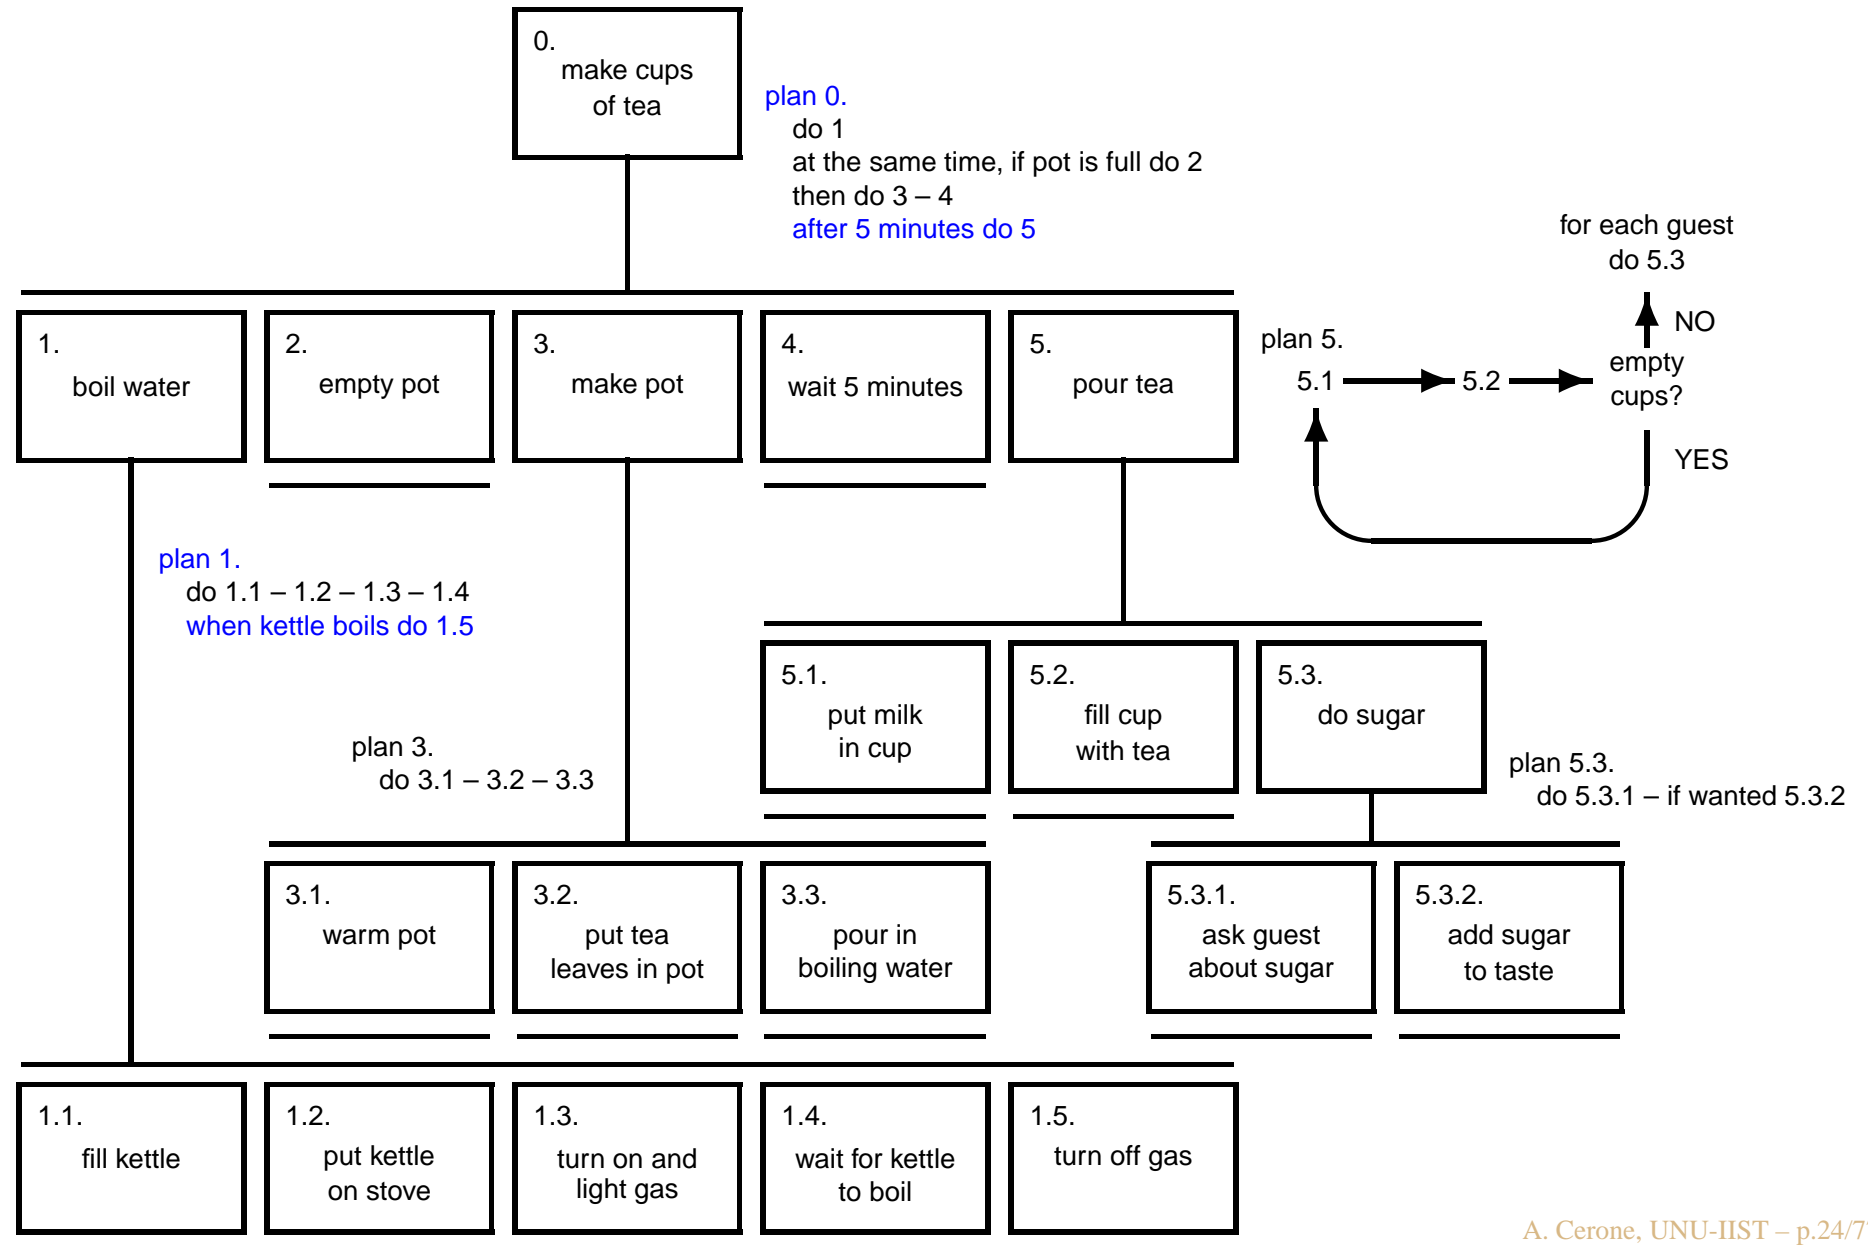 0.
make cups
of tea
plan 0.
do 1
at the same time, if pot is full do 2
then do 3 – 4
after 5 minutes do 5
for each guest
do 5.3
NO
plan 5.
5.1
5.2
empty
cups?
YES
1.
boil water
2.
empty pot
3.
make pot
4.
wait 5 minutes
5.
pour tea
plan 1.
do 1.1 – 1.2 – 1.3 – 1.4
when kettle boils do 1.5
plan 3.
do 3.1 – 3.2 – 3.3
5.1.
put milk
in cup
5.2.
fill cup
with tea
5.3.
do sugar
plan 5.3.
do 5.3.1 – if wanted 5.3.2
3.1.
warm pot
3.2.
put tea
leaves in pot
3.3.
pour in
boiling water
5.3.1.
ask guest
about sugar
5.3.2.
add sugar
to taste
1.1.
fill kettle
1.2.
put kettle
on stove
1.3.
turn on and
light gas
1.4.
wait for kettle
to boil
1.5.
turn off gas
A. Cerone, UNU-IIST – p.24/7